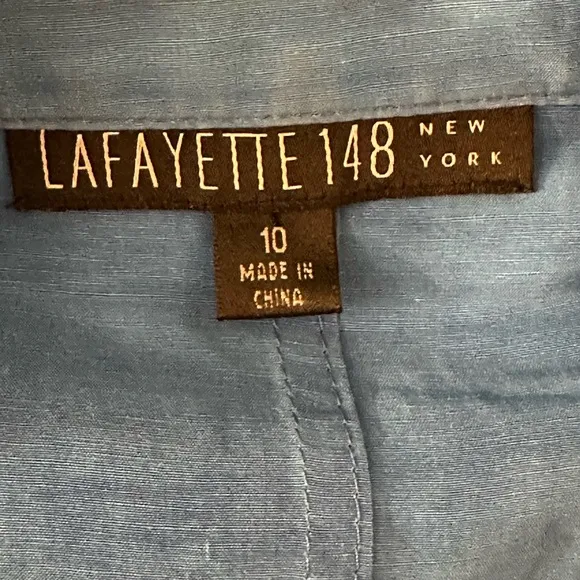 LAFAYETTE 148 NEW YORK
10
MADE IN
CHINA